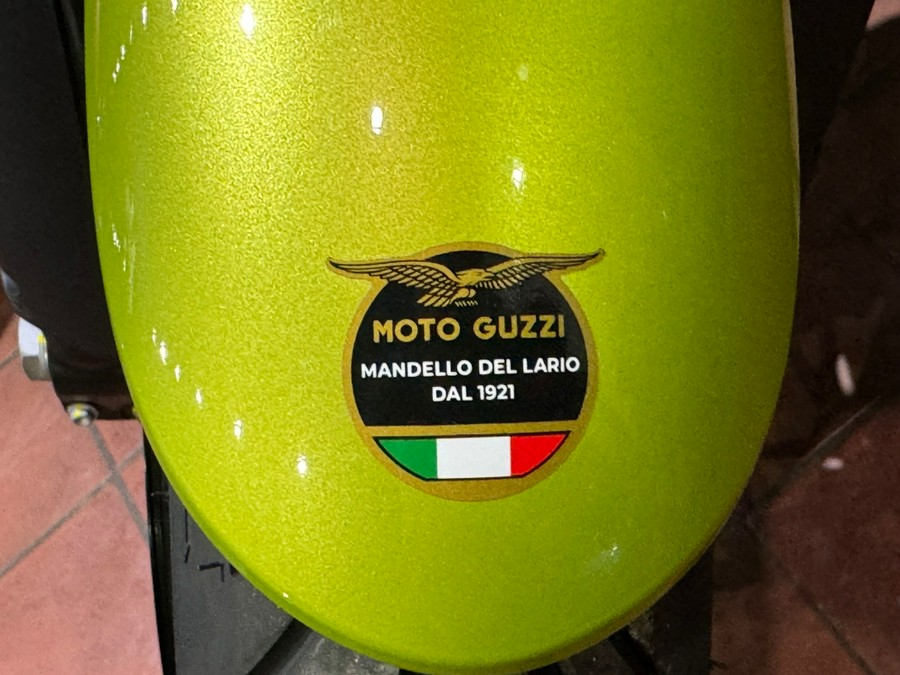 MOTO GUZZI
MANDELLO DEL LARIO
DAL 1921